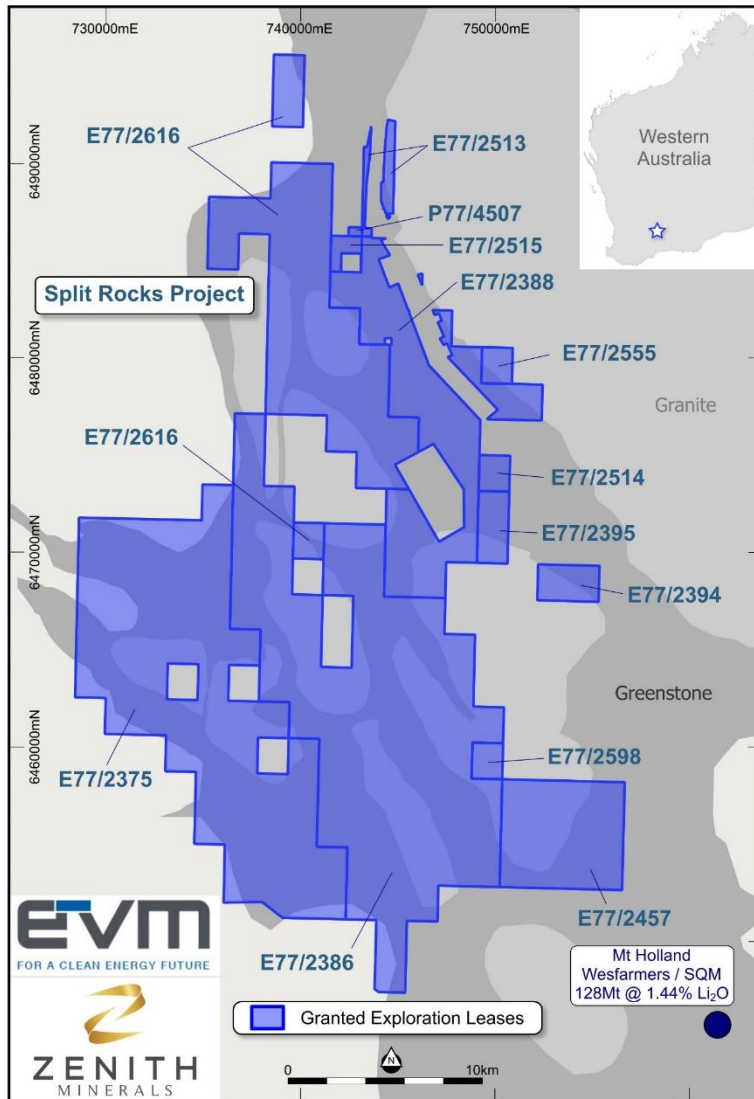 730000mE
740000mE
750000mE
6490000mN
6480000mN
6470000mN
6460000mN
Western
Australia
E77/2616
E77/2513
P77/4507
E77/2515
E77/2388
Split Rocks Project
E77/2555
Granite
E77/2616
E77/2514
E77/2395
E77/2394
Greenstone
E77/2598
E77/2375
E77/2457
E77/2386
EVM
FOR A CLEAN ENERGY FUTURE
ZENITH
MINERALS
Mt Holland
Wesfarmers / SQM
128Mt @ 1.44% Li₂O
Granted Exploration Leases
N
0
10km